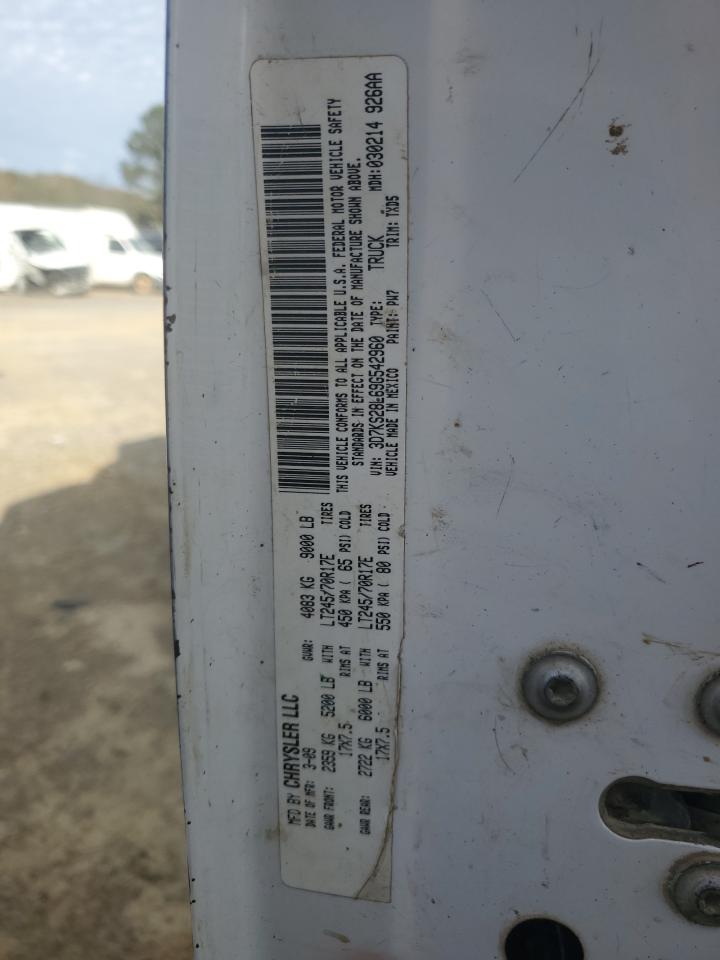 MFD BY CHRYSLER LLC
DATE OF MFR: 3-09 GVWR: 4083 KG 9000 LB
GAWR FRONT: 2359 KG 5200 LB WITH LT245/70R17E TIRES
17X7.5 RIMS AT 450 KPA ( 65 PSI) COLD
GAWR REAR: 2722 KG 6000 LB WITH LT245/70R17E TIRES
17X7.5 RIMS AT 550 KPA ( 80 PSI) COLD
THIS VEHICLE CONFORMS TO ALL APPLICABLE U.S.A. FEDERAL MOTOR VEHICLE SAFETY
STANDARDS IN EFFECT ON THE DATE OF MANUFACTURE SHOWN ABOVE.
VIN: 3D7KS28L69G542960 TYPE: TRUCK MDH:030214 926AA
VEHICLE MADE IN MEXICO PAINT: PW7 TRIM: TXD5